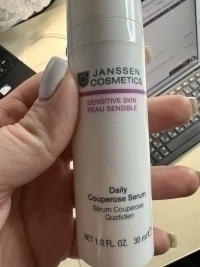 JANSSEN
COSMETICS
SENSITIVE SKIN
PEAU SENSIBLE
Daily
Couperose Serum
Sérum Couperose
Quotidien
NET 1.0 FL. OZ. 30 ml ℮